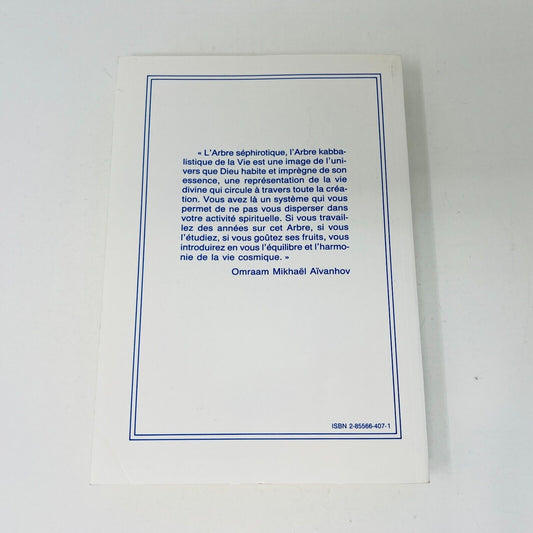 « L'Arbre séphirotique, l'Arbre kabba-
listique de la Vie est une image de l'uni-
vers que Dieu habite et imprègne de son
essence, une représentation de la vie
divine qui circule à travers toute la créa-
tion. Vous avez là un système qui vous
permet de ne pas vous disperser dans
votre activité spirituelle. Si vous travail-
lez des années sur cet Arbre, si vous
l'étudiez, si vous goûtez ses fruits, vous
introduirez en vous l'équilibre et l'harmo-
nie de la vie cosmique. »
Omraam Mikhaël Aïvanhov
ISBN 2-85566-407-1